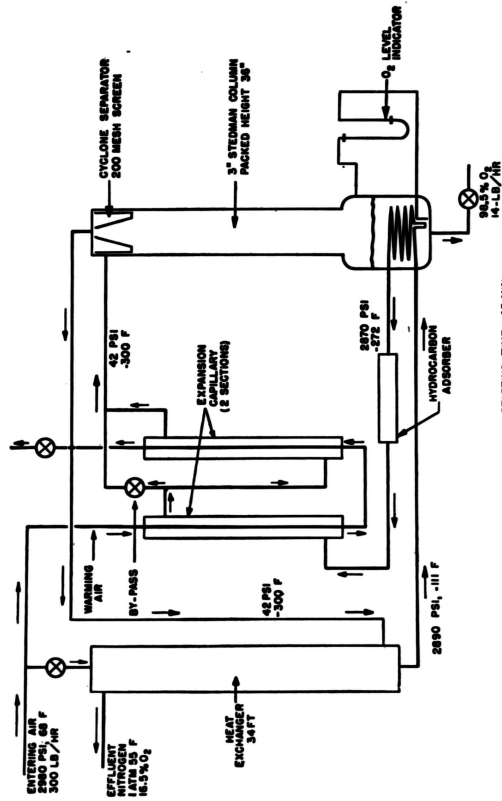 ENTERING AIR
2980 PSI, 68 F
300 LB/HR
EFFLUENT
NITROGEN
1 ATM 55 F
16.5% O2
HEAT
EXCHANGER
34 FT
WARMING
AIR
BY-PASS
42 PSI
-300 F
2890 PSI, -111 F
42 PSI
-300 F
EXPANSION
CAPILLARY
(2 SECTIONS)
2870 PSI
-272 F
HYDROCARBON
ADSORBER
CYCLONE SEPARATOR
200 MESH SCREEN
3" STEDMAN COLUMN
PACKED HEIGHT 36"
O2 LEVEL
INDICATOR
98.5% O2
14-LB/HR